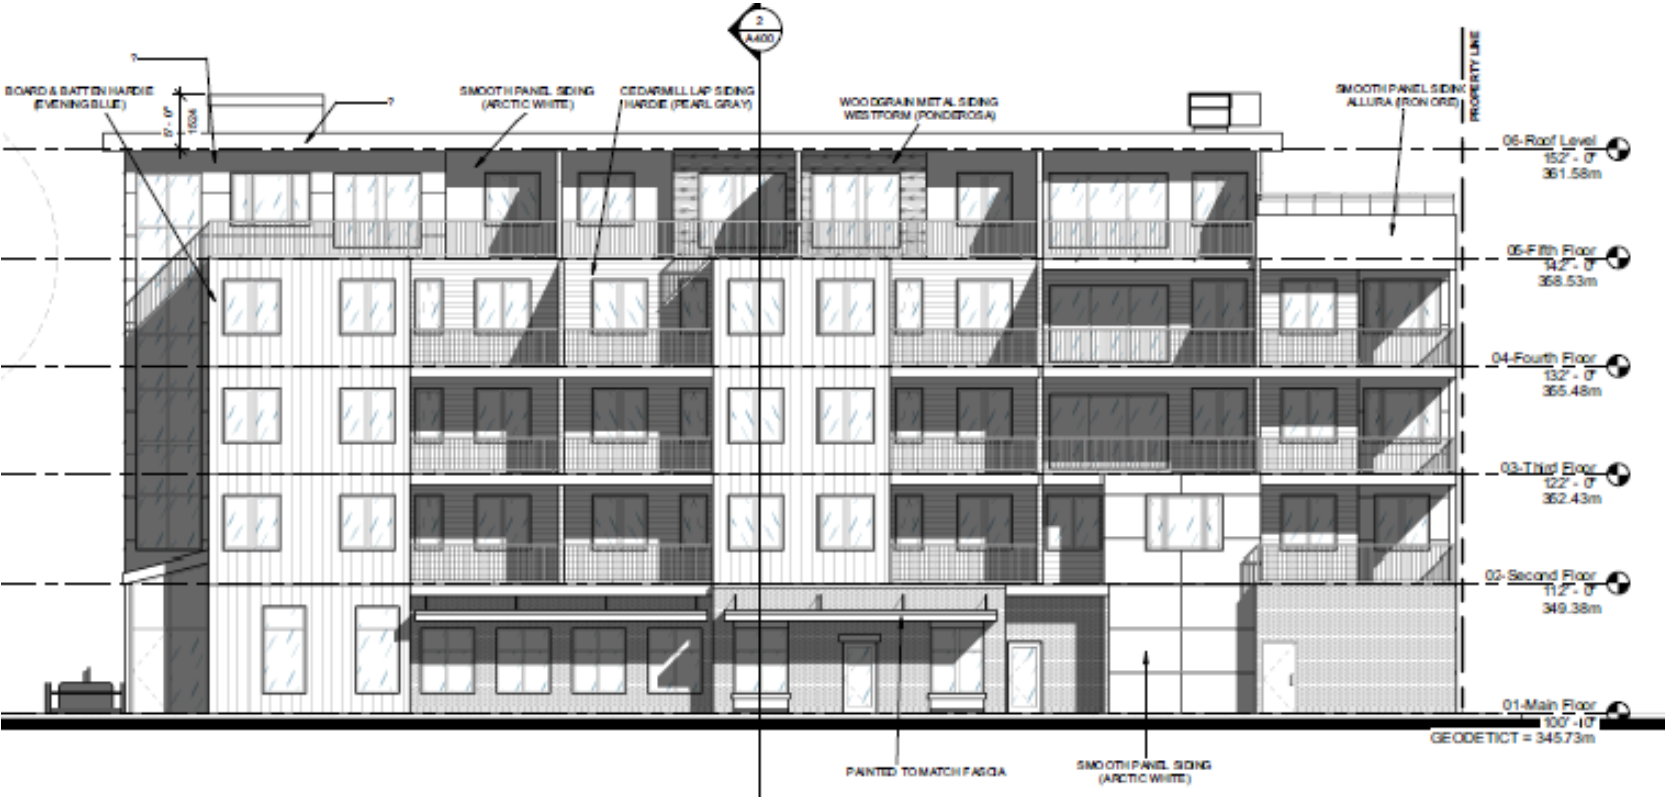 2
A400
?
BOARD & BATTEN HARDIE
(EVENING BLUE)
5' - 0"
1524
?
SMOOTH PANEL SIDING
(ARCTIC WHITE)
CEDARMILL LAP SIDING
HARDIE (PEARL GRAY)
WOODGRAIN METAL SIDING
WESTFORM (PONDEROSA)
SMOOTH PANEL SIDING
ALLURA (IRON ORE)
PROPERTY LINE
06-Roof Level
152' - 0"
361.58m
05-Fifth Floor
142' - 0"
358.53m
04-Fourth Floor
132' - 0"
355.48m
03-Third Floor
122' - 0"
352.43m
02-Second Floor
112' - 0"
349.38m
01-Main Floor
100' - 0"
GEODETICT = 345.73m
PAINTED TO MATCH FASCIA
SMOOTH PANEL SIDING
(ARCTIC WHITE)